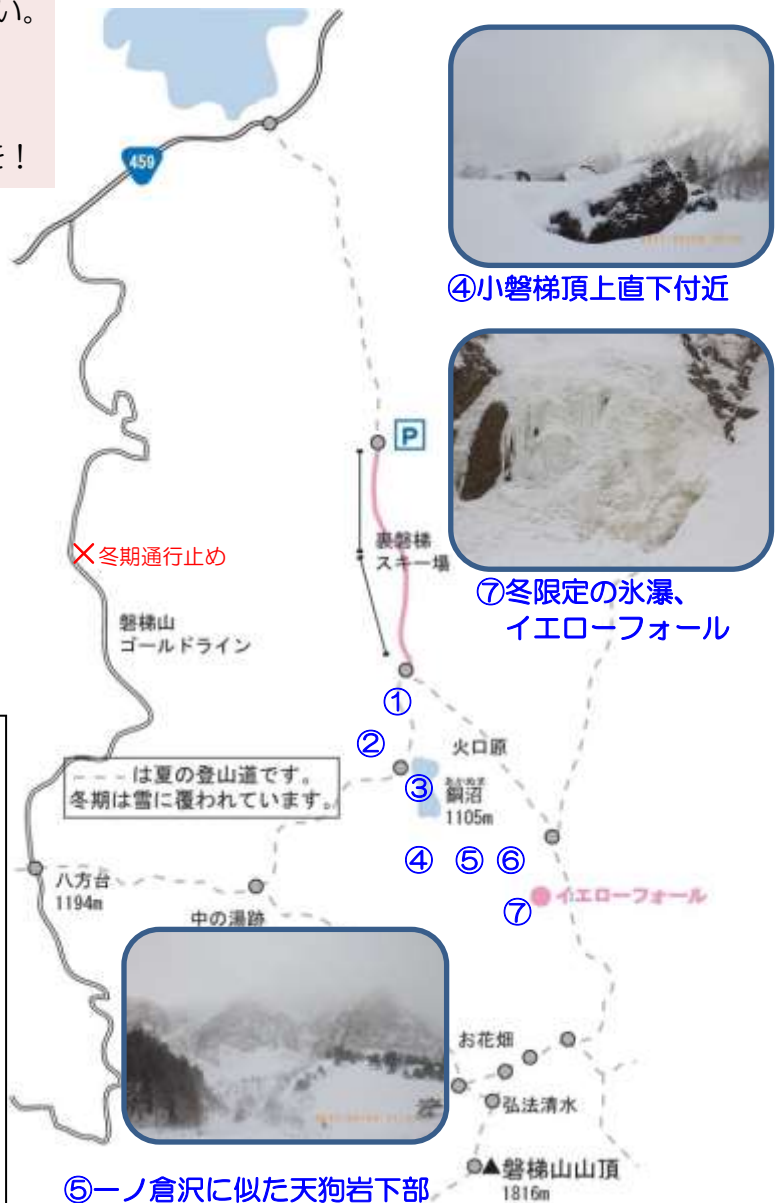 い。
を！
459
④小磐梯頂上直下付近
P
⑦冬限定の氷瀑、
イエローフォール
裏磐梯
スキー場
×冬期通行止め
磐梯山
ゴールドライン
①
②
火口原
--- は夏の登山道です。
冬期は雪に覆われています。
③
あかぬま
銅沼
1105m
④ ⑤ ⑥
八方台
1194m
イエローフォール
⑦
中の湯跡
お花畑
弘法清水
▲磐梯山山頂
1816m
⑤一ノ倉沢に似た天狗岩下部